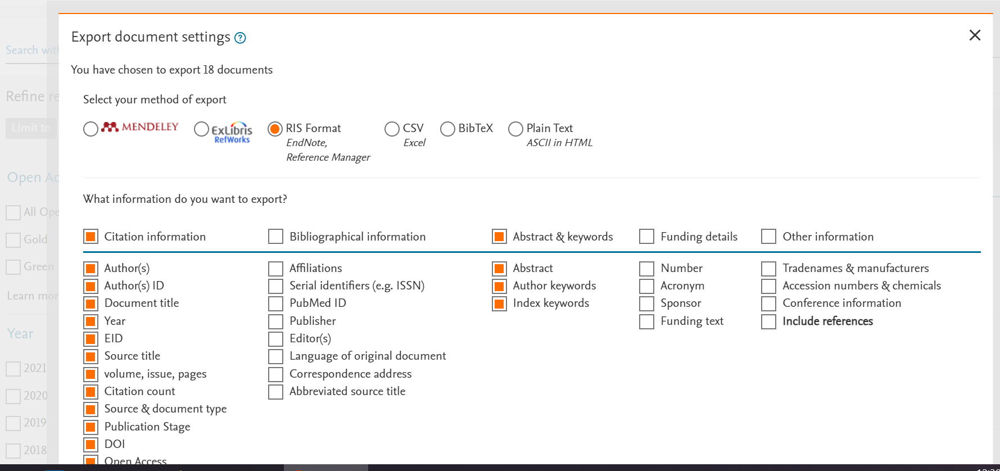 Export document settings ?
You have chosen to export 18 documents
Search with
Refine re
Select your method of export
Limit to
MENDELEY
ExLibris
RefWorks
RIS Format
EndNote,
Reference Manager
CSV
Excel
BibTeX
Plain Text
ASCII in HTML
Open Ac
What information do you want to export?
All Ope
Gold
Green
Learn mor
Year
2021
2020
2019
2018
Citation information
Author(s)
Author(s) ID
Document title
Year
EID
Source title
volume, issue, pages
Citation count
Source & document type
Publication Stage
DOI
Open Access
Bibliographical information
Affiliations
Serial identifiers (e.g. ISSN)
PubMed ID
Publisher
Editor(s)
Language of original document
Correspondence address
Abbreviated source title
Abstract & keywords
Abstract
Author keywords
Index keywords
Funding details
Number
Acronym
Sponsor
Funding text
Other information
Tradenames & manufacturers
Accession numbers & chemicals
Conference information
Include references